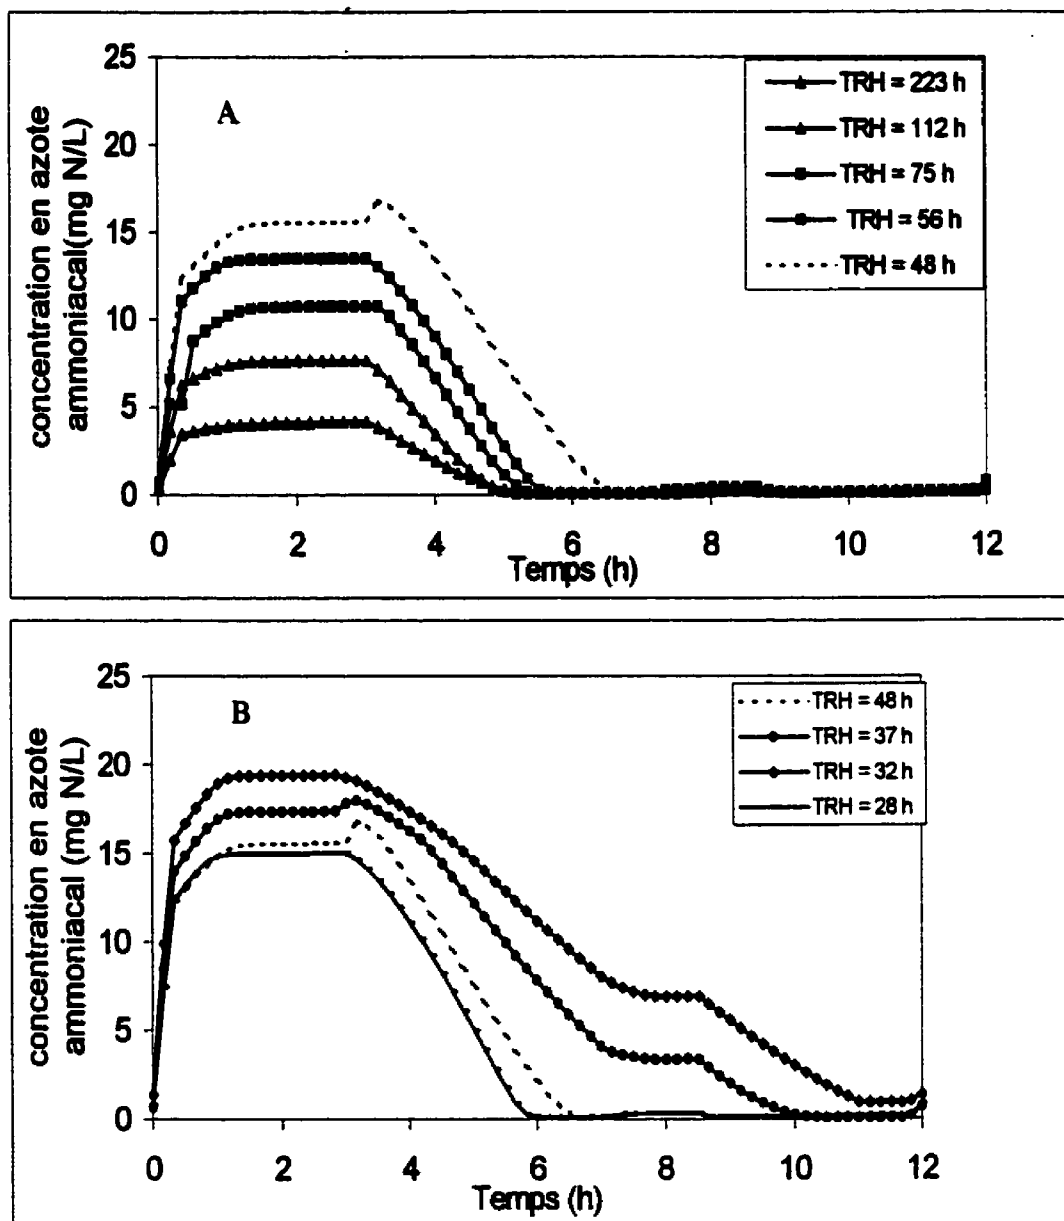 25
20
15
10
5
0
concentration en azote
ammoniacal(mg N/L)
A
TRH = 223 h
TRH = 112 h
TRH = 75 h
TRH = 56 h
TRH = 48 h
0 2 4 6 8 10 12
Temps (h)
25
20
15
10
5
0
concentration en azote
ammoniacal (mg N/L)
B
TRH = 48 h
TRH = 37 h
TRH = 32 h
TRH = 28 h
0 2 4 6 8 10 12
Temps (h)